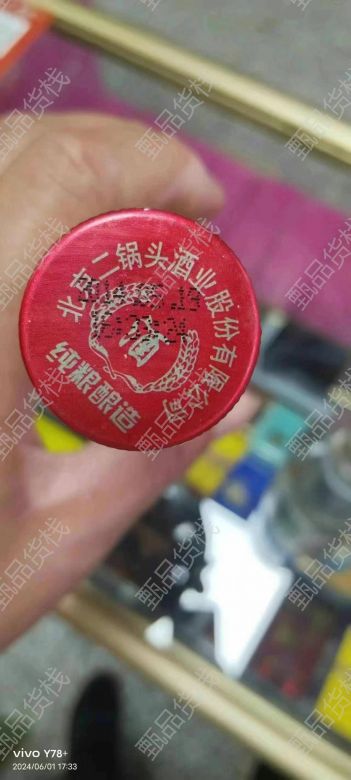 北京二锅头酒业股份有限公司
纯粮酿造
甄品货栈
vivo Y78+
2024/06/01 17:33